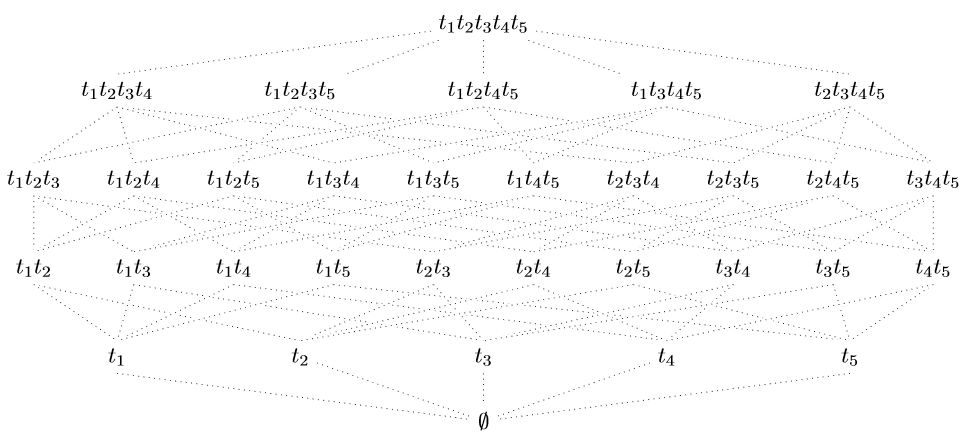 t₁t₂t₃t₄t₅
t₁t₂t₃t₄ t₁t₂t₃t₅ t₁t₂t₄t₅ t₁t₃t₄t₅ t₂t₃t₄t₅
t₁t₂t₃ t₁t₂t₄ t₁t₂t₅ t₁t₃t₄ t₁t₃t₅ t₁t₄t₅ t₂t₃t₄ t₂t₃t₅ t₂t₄t₅ t₃t₄t₅
t₁t₂ t₁t₃ t₁t₄ t₁t₅ t₂t₃ t₂t₄ t₂t₅ t₃t₄ t₃t₅ t₄t₅
t₁ t₂ t₃ t₄ t₅
∅